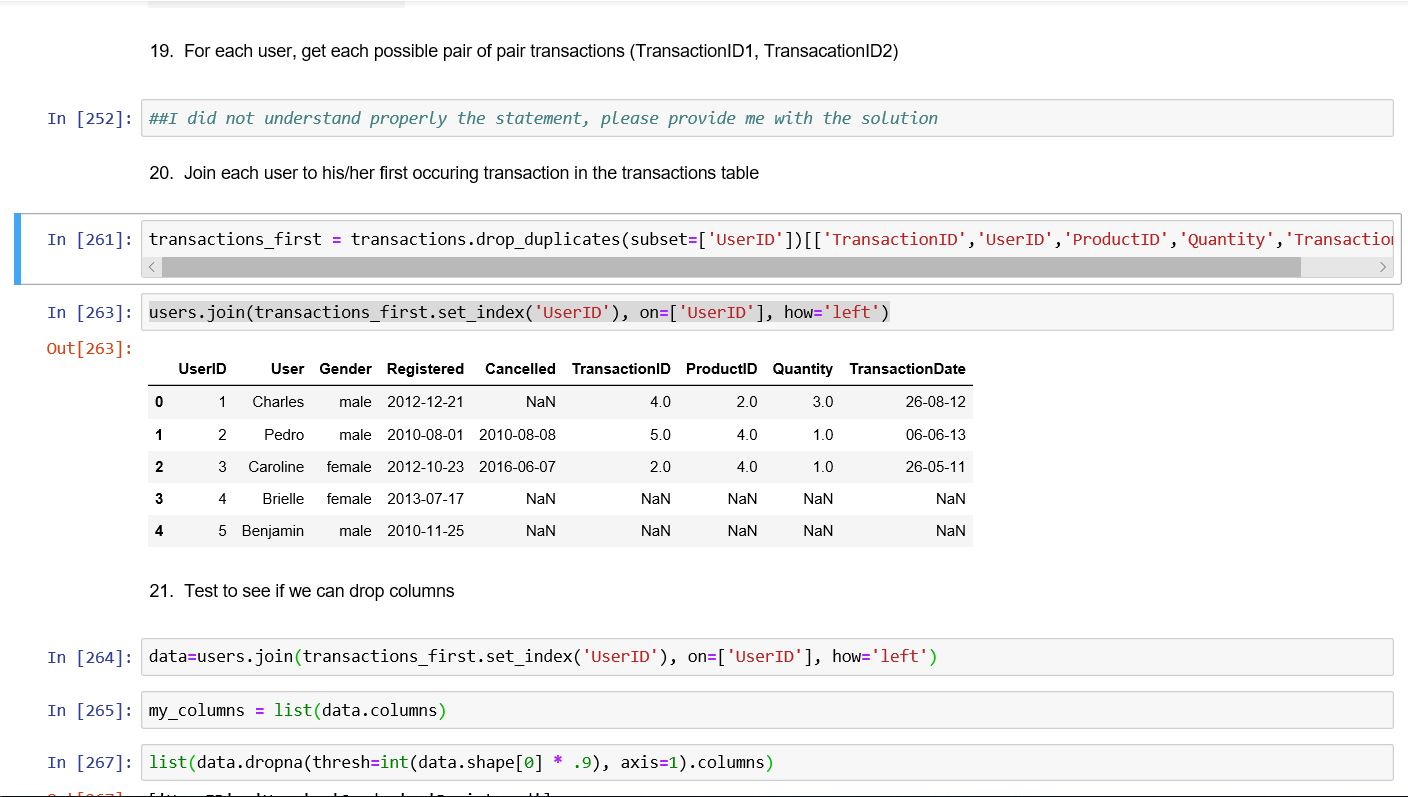 19. For each user, get each possible pair of pair transactions (TransactionID1, TransacationID2)
In [252]: ##I did not understand properly the statement, please provide me with the solution
20. Join each user to his/her first occuring transaction in the transactions table
In [261]: transactions_first = transactions.drop_duplicates(subset=['UserID'])[['TransactionID','UserID','ProductID','Quantity','Transaction
In [263]: users.join(transactions_first.set_index('UserID'), on=['UserID'], how='left')
Out[263]:
UserID User Gender Registered Cancelled TransactionID ProductID Quantity TransactionDate
0 1 Charles male 2012-12-21 NaN 4.0 2.0 3.0 26-08-12
1 2 Pedro male 2010-08-01 2010-08-08 5.0 4.0 1.0 06-06-13
2 3 Caroline female 2012-10-23 2016-06-07 2.0 4.0 1.0 26-05-11
3 4 Brielle female 2013-07-17 NaN NaN NaN NaN NaN
4 5 Benjamin male 2010-11-25 NaN NaN NaN NaN NaN
21. Test to see if we can drop columns
In [264]: data=users.join(transactions_first.set_index('UserID'), on=['UserID'], how='left')
In [265]: my_columns = list(data.columns)
In [267]: list(data.dropna(thresh=int(data.shape[0] * .9), axis=1).columns)